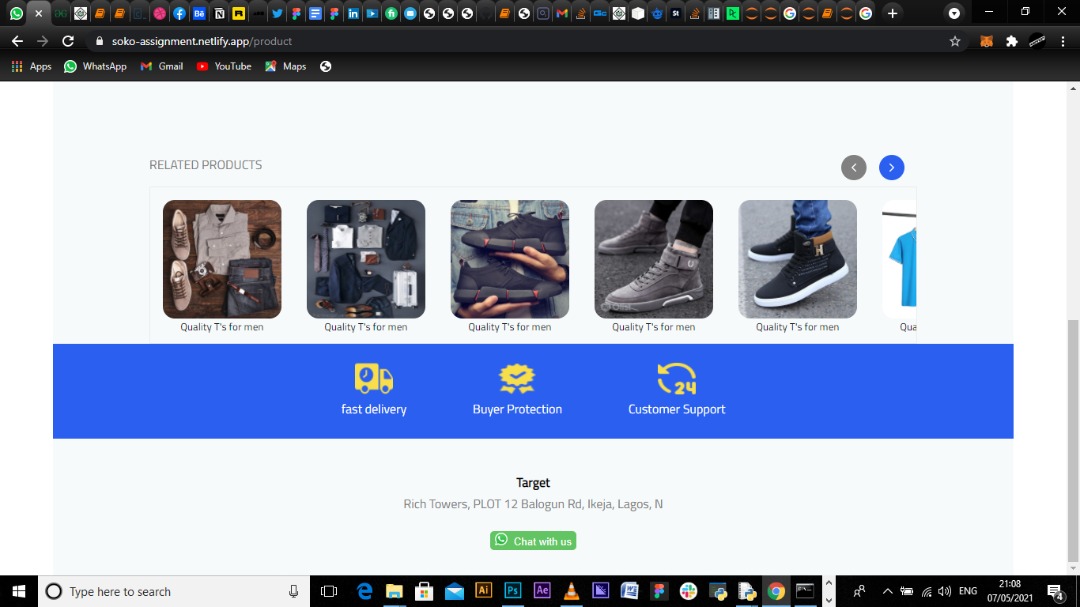 soko-assignment.netlify.app/product
Apps WhatsApp Gmail YouTube Maps
RELATED PRODUCTS
Quality T's for men Quality T's for men Quality T's for men Quality T's for men Quality T's for men Qua
24
fast delivery Buyer Protection Customer Support
Target
Rich Towers, PLOT 12 Balogun Rd, Ikeja, Lagos, N
Chat with us
Type here to search
ENG
21:08
07/05/2021
4